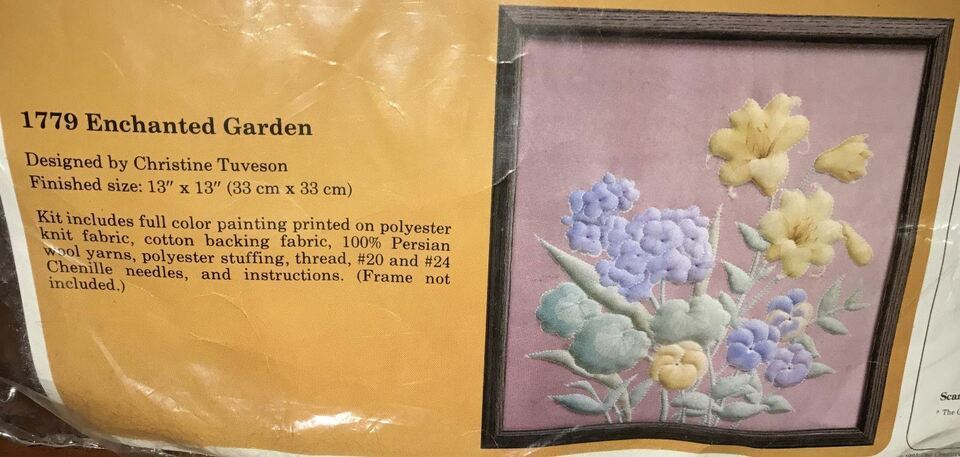 1779 Enchanted Garden
Designed by Christine Tuveson
Finished size: 13" x 13" (33 cm x 33 cm)
Kit includes full color painting printed on polyester
knit fabric, cotton backing fabric, 100% Persian
wool yarns, polyester stuffing, thread, #20 and #24
Chenille needles, and instructions. (Frame not
included.)
* The